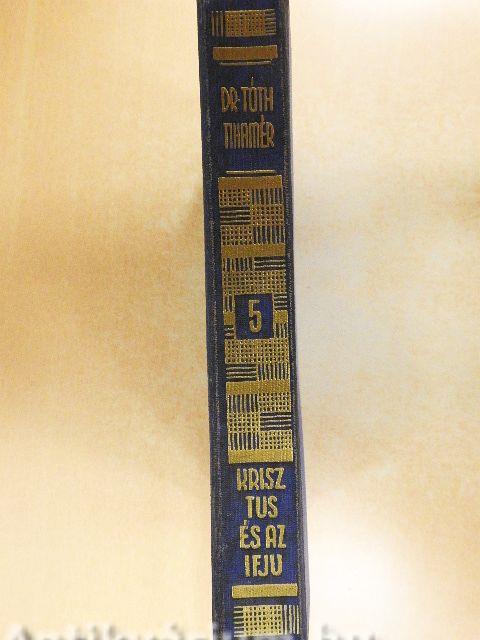 DR TÓTH
TIHAMÉR
5
KRISZ
TUS
ÉS AZ
IFJU